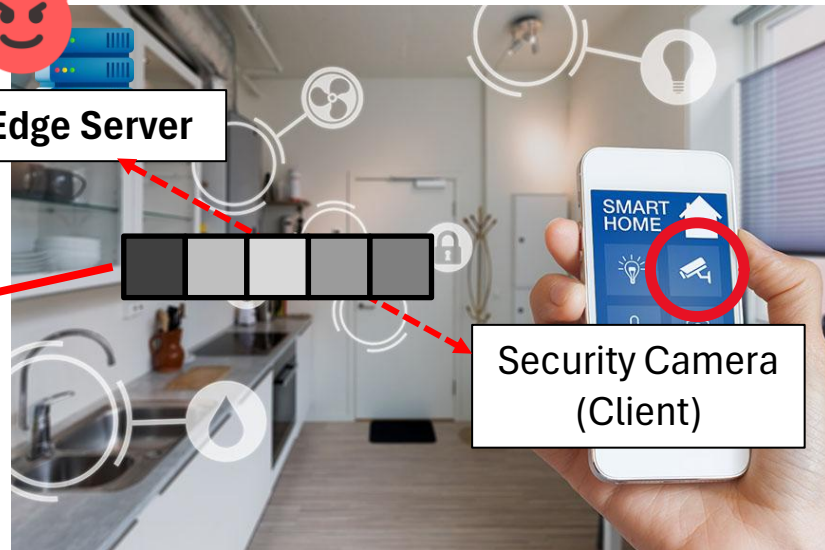 Edge Server
SMART
HOME
Security Camera
(Client)